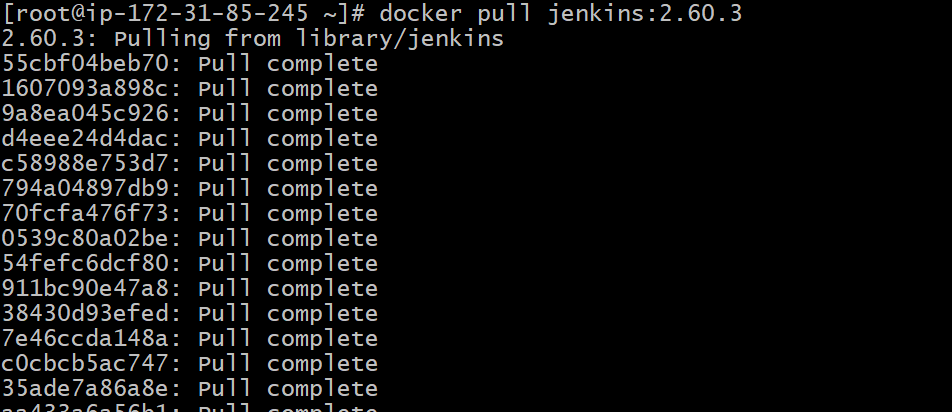 [root@ip-172-31-85-245 ~]# docker pull jenkins:2.60.3
2.60.3: Pulling from library/jenkins
55cbf04beb70: Pull complete
1607093a898c: Pull complete
9a8ea045c926: Pull complete
d4eee24d4dac: Pull complete
c58988e753d7: Pull complete
794a04897db9: Pull complete
70fcfa476f73: Pull complete
0539c80a02be: Pull complete
54fefc6dcf80: Pull complete
911bc90e47a8: Pull complete
38430d93efed: Pull complete
7e46ccda148a: Pull complete
c0cbcb5ac747: Pull complete
35ade7a86a8e: Pull complete
aa433a6a56b1: Pull complete